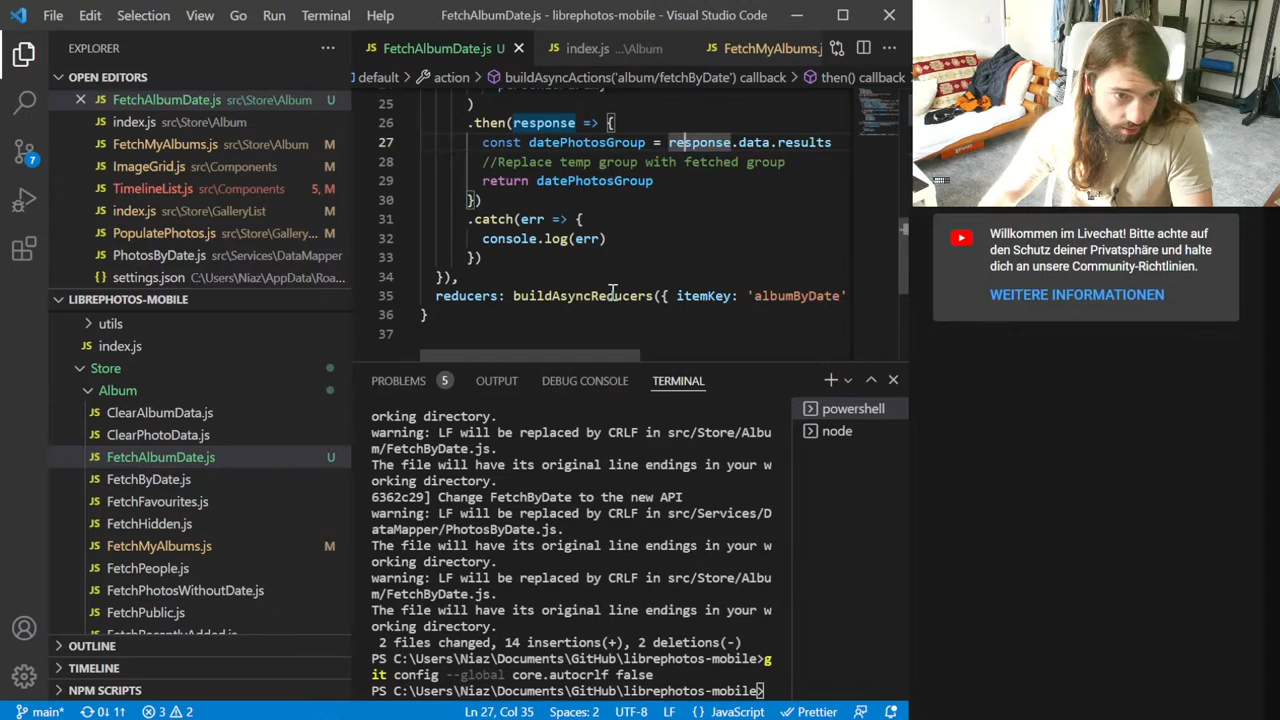 File Edit Selection View Go Run Terminal Help
FetchAlbumDate.js - librephotos-mobile - Visual Studio Code
EXPLORER
OPEN EDITORS
FetchAlbumDate.js src\Store\Album U
index.js src\Store\Album
FetchMyAlbums.js src\Store\Album M
ImageGrid.js src\Components M
TimelineList.js src\Components 5, M
index.js src\GalleryList M
PopulatePhotos.js src\Gallery... M
PhotosByDate.js src\Services\DataMapper
settings.json C:\Users\Niaz\AppData\Roa...
LIBREPHOTOS-MOBILE
utils
index.js
Store
Album
ClearAlbumData.js
ClearPhotoData.js
FetchAlbumDate.js U
FetchByDate.js
FetchFavourites.js
FetchHidden.js
FetchMyAlbums.js M
FetchPeople.js
FetchPhotosWithoutDate.js
FetchPublic.js
FetchRecentlyAdded.js
OUTLINE
TIMELINE
NPM SCRIPTS
FetchAlbumDate.js U index.js ...\Album FetchMyAlbums.j
default action buildAsyncActions('album/fetchByDate') callback then() callback
25 )
26 .then(response => {
27 const datePhotosGroup = response.data.results
28 //Replace temp group with fetched group
29 return datePhotosGroup
30 })
31 .catch(err => {
32 console.log(err)
33 })
34 }),
35 reducers: buildAsyncReducers({ itemKey: 'albumByDate'
36 }
37
PROBLEMS 5 OUTPUT DEBUG CONSOLE TERMINAL
powershell
node
orking directory.
warning: LF will be replaced by CRLF in src/Store/Albu
m/FetchByDate.js.
The file will have its original line endings in your w
orking directory.
6362c29] Change FetchByDate to the new API
warning: LF will be replaced by CRLF in src/Services/D
ataMapper/PhotosByDate.js.
The file will have its original line endings in your w
orking directory.
warning: LF will be replaced by CRLF in src/Store/Albu
m/FetchByDate.js.
The file will have its original line endings in your w
orking directory.
2 files changed, 14 insertions(+), 2 deletions(-)
PS C:\Users\Niaz\Documents\GitHub\librephotos-mobile>g
it config --global core.autocrlf false
PS C:\Users\Niaz\Documents\GitHub\librephotos-mobile>
main* 0↓ 1↑ 3 2 Ln 27, Col 35 Spaces: 2 UTF-8 LF JavaScript Prettier
7
Willkommen im Livechat! Bitte achte auf
den Schutz deiner Privatsphäre und halte
dich an unsere Community-Richtlinien.
WEITERE INFORMATIONEN